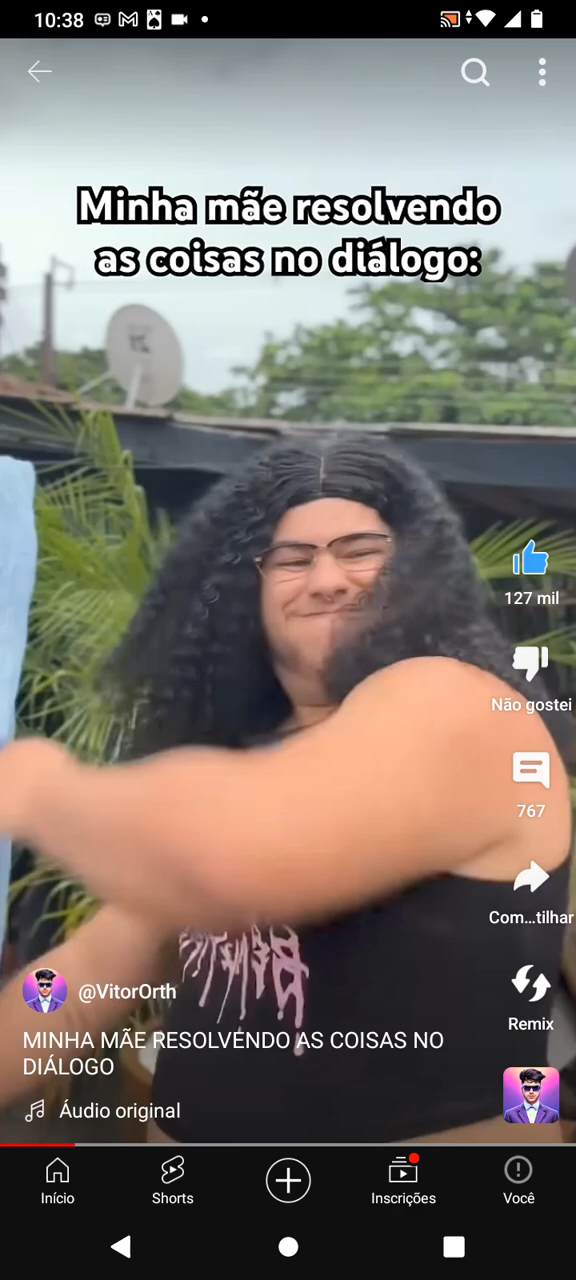 10:38
Minha mãe resolvendo
as coisas no diálogo:
127 mil
Não gostei
767
Com...tilhar
@VitorOrth
Remix
MINHA MÃE RESOLVENDO AS COISAS NO
DIÁLOGO
Áudio original
Início
Shorts
Inscrições
Você